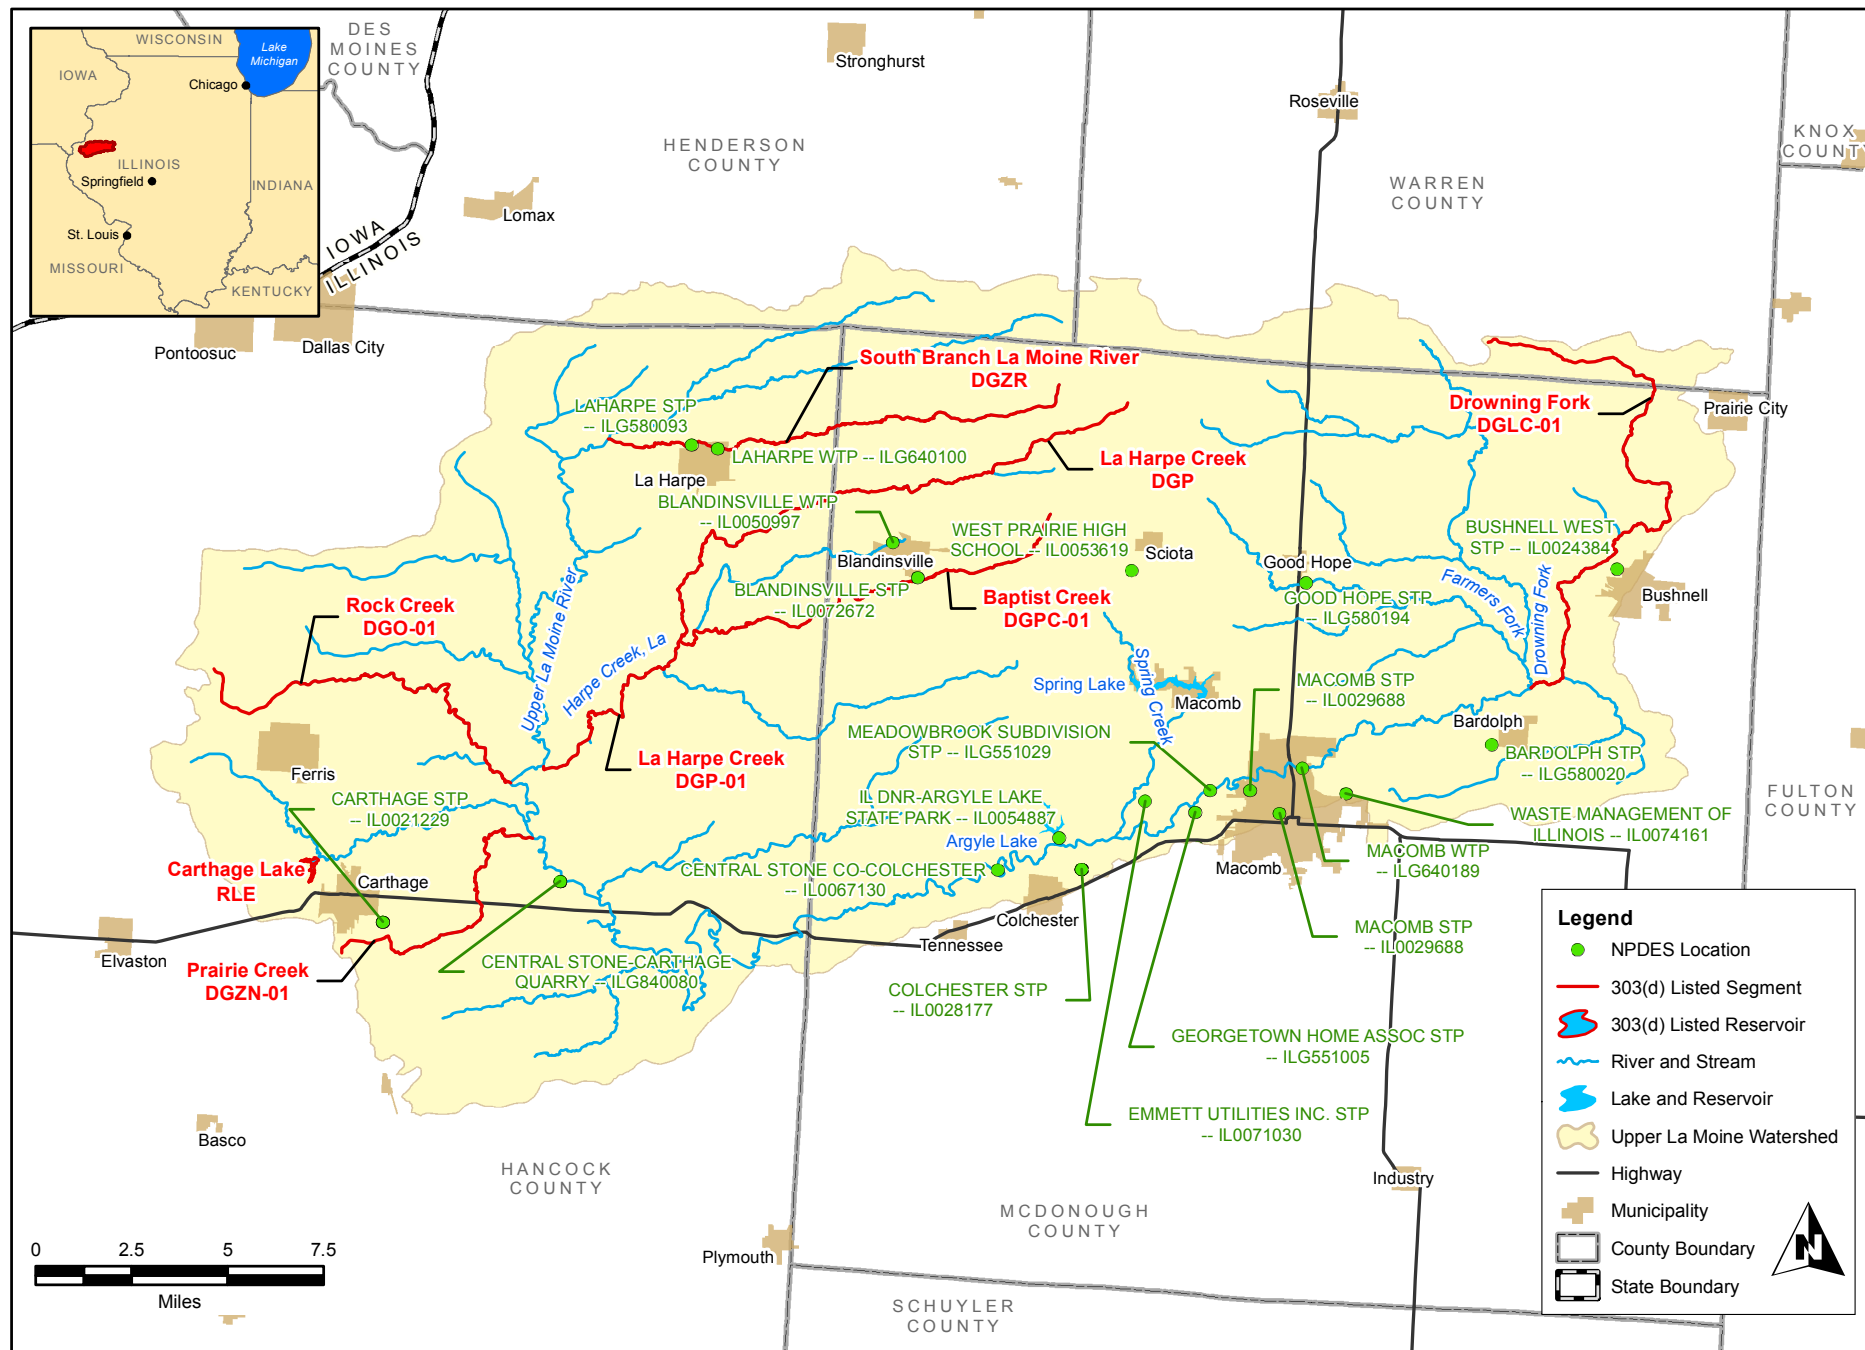 WISCONSIN
Lake
Michigan
IOWA
Chicago
ILLINOIS
Springfield
INDIANA
St. Louis
MISSOURI
KENTUCKY
DES
MOINES
COUNTY
Stronghurst
Roseville
KNOX
COUNTY
HENDERSON
COUNTY
WARREN
COUNTY
Lomax
IOWA
ILLINOIS
Pontoosuc
Dallas City
South Branch La Moine River
DGZR
LAHARPE STP
-- ILG580093
LAHARPE WTP -- ILG640100
La Harpe
Drowning Fork
DGLC-01
Prairie City
La Harpe Creek
DGP
BLANDINSVILLE WTP
-- IL0050997
WEST PRAIRIE HIGH
SCHOOL -- IL0053619
Sciota
Blandinsville
BLANDINSVILLE STP
-- IL0072672
Baptist Creek
DGPC-01
Good Hope
GOOD HOPE STP
-- ILG580194
BUSHNELL WEST
STP -- IL0024384
Bushnell
Farmers Fork
Drowning Fork
Rock Creek
DGO-01
Upper La Moine River
Harpe Creek, La
Spring Lake
Spring Creek
Macomb
MACOMB STP
-- IL0029688
Bardolph
BARDOLPH STP
-- ILG580020
MEADOWBROOK SUBDIVISION
STP -- ILG551029
La Harpe Creek
DGP-01
Ferris
CARTHAGE STP
-- IL0021229
IL DNR-ARGYLE LAKE
STATE PARK -- IL0054887
Argyle Lake
WASTE MANAGEMENT OF
ILLINOIS -- IL0074161
FULTON
COUNTY
Carthage Lake
RLE
Carthage
CENTRAL STONE CO-COLCHESTER
-- IL0067130
Macomb
MACOMB WTP
-- ILG640189
Colchester
Tennessee
MACOMB STP
-- IL0029688
Elvaston
Prairie Creek
DGZN-01
CENTRAL STONE-CARTHAGE
QUARRY -- ILG840080
COLCHESTER STP
-- IL0028177
GEORGETOWN HOME ASSOC STP
-- ILG551005
EMMETT UTILITIES INC. STP
-- IL0071030
Basco
HANCOCK
COUNTY
MCDONOUGH
COUNTY
Industry
Plymouth
SCHUYLER
COUNTY
0 2.5 5 7.5
Miles
Legend
NPDES Location
303(d) Listed Segment
303(d) Listed Reservoir
River and Stream
Lake and Reservoir
Upper La Moine Watershed
Highway
Municipality
County Boundary
State Boundary
N